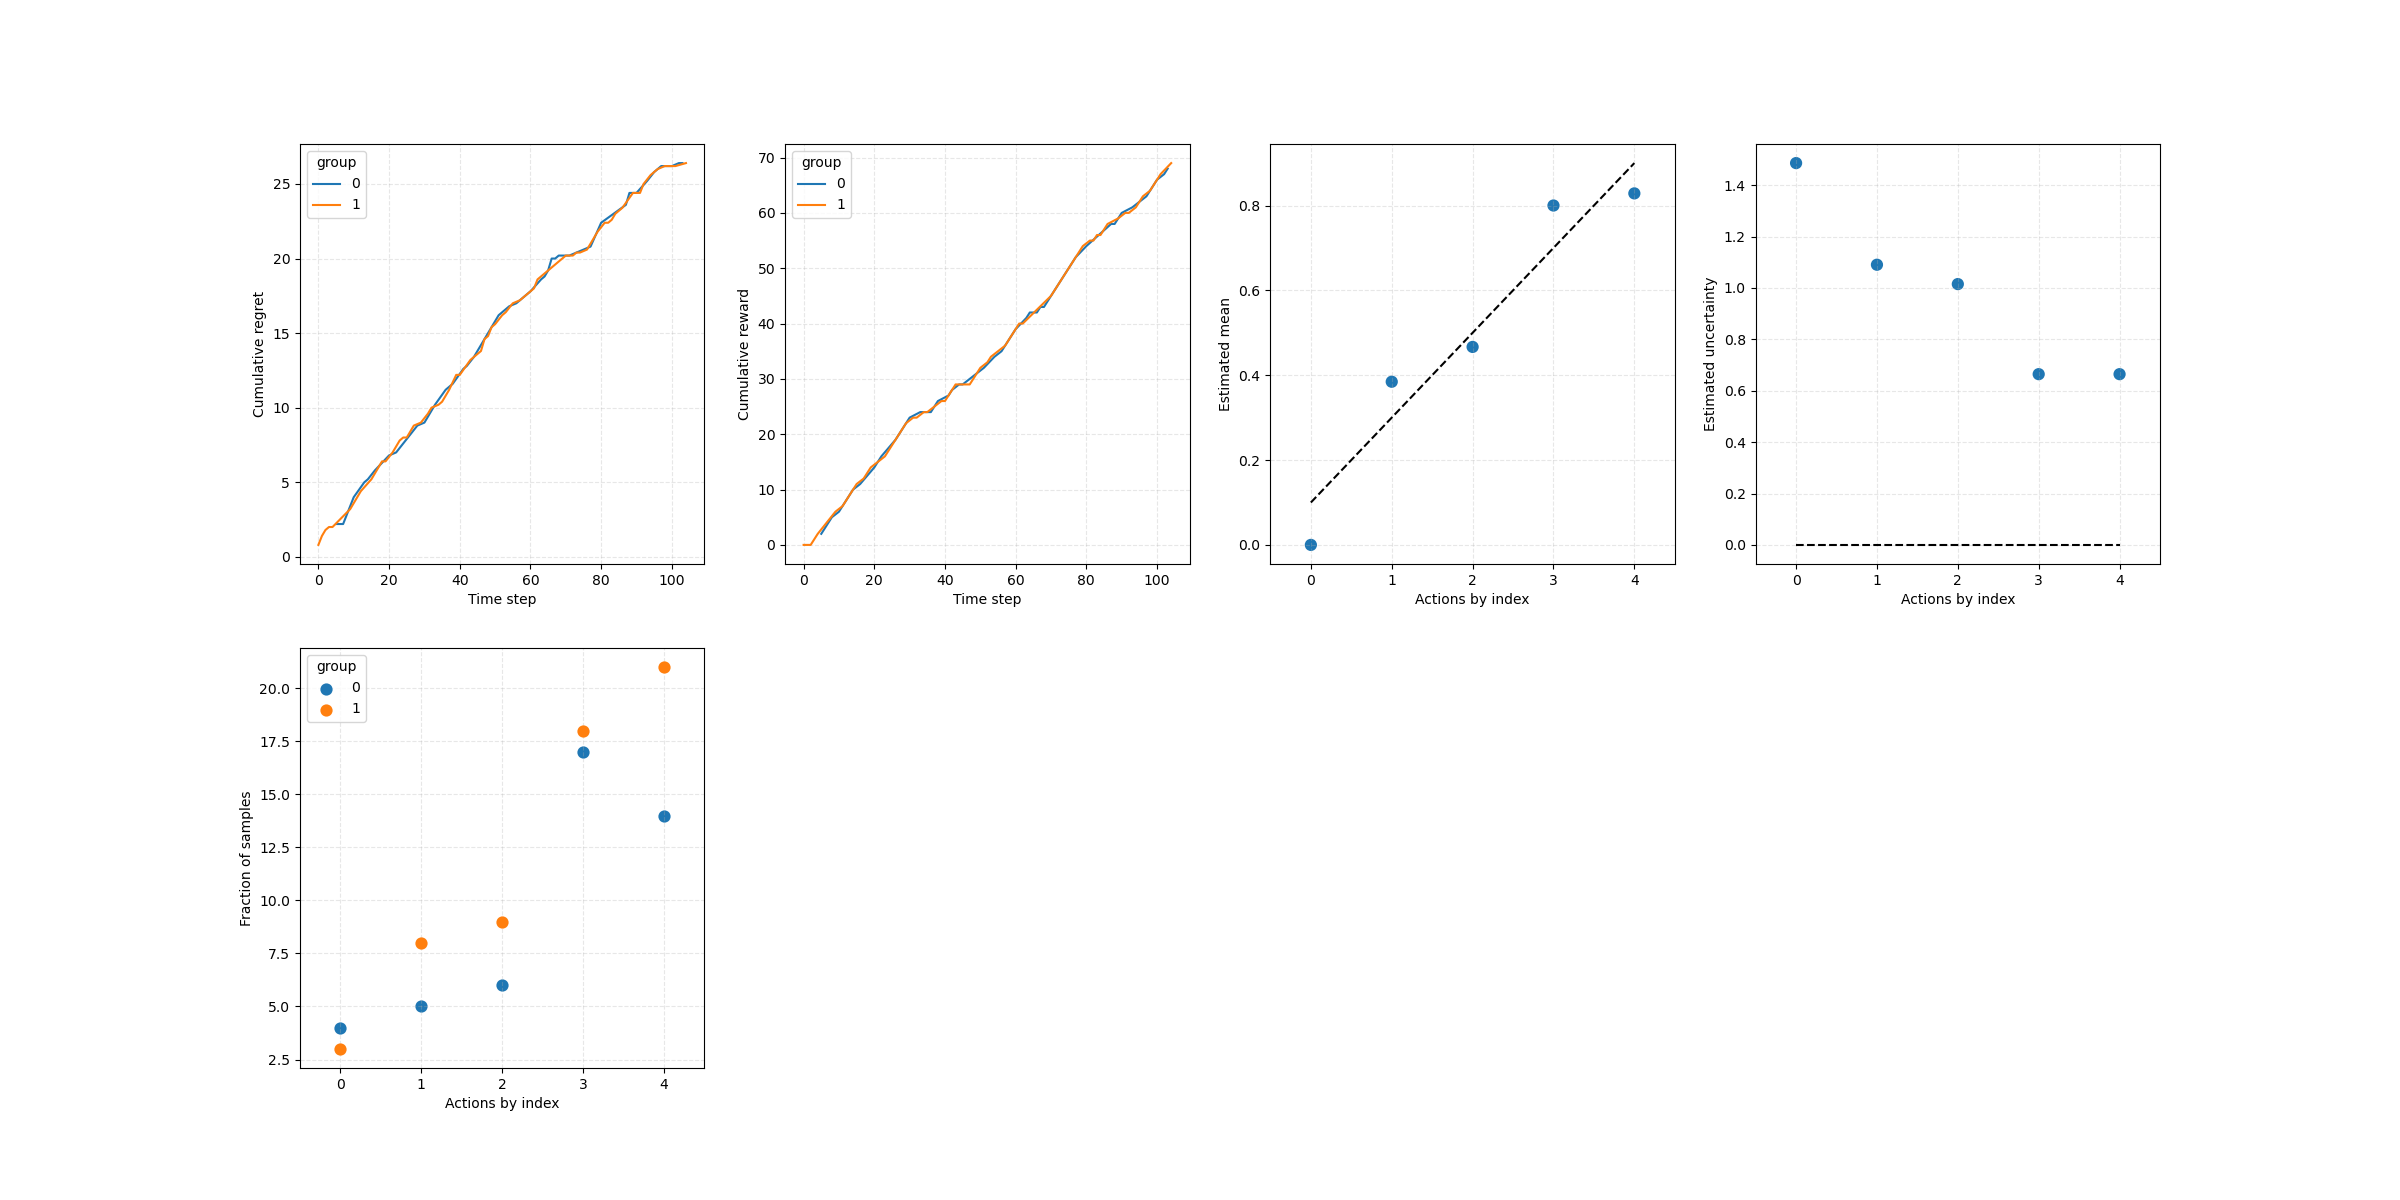 group
0
1
25
20
15
10
5
0
0 20 40 60 80 100
Time step
Cumulative regret
group
0
1
70
60
50
40
30
20
10
0
0 20 40 60 80 100
Time step
Cumulative reward
0.8
0.6
0.4
0.2
0.0
0 1 2 3 4
Actions by index
Estimated mean
1.4
1.2
1.0
0.8
0.6
0.4
0.2
0.0
0 1 2 3 4
Actions by index
Estimated uncertainty
group
0
1
20.0
17.5
15.0
12.5
10.0
7.5
5.0
2.5
0 1 2 3 4
Actions by index
Fraction of samples